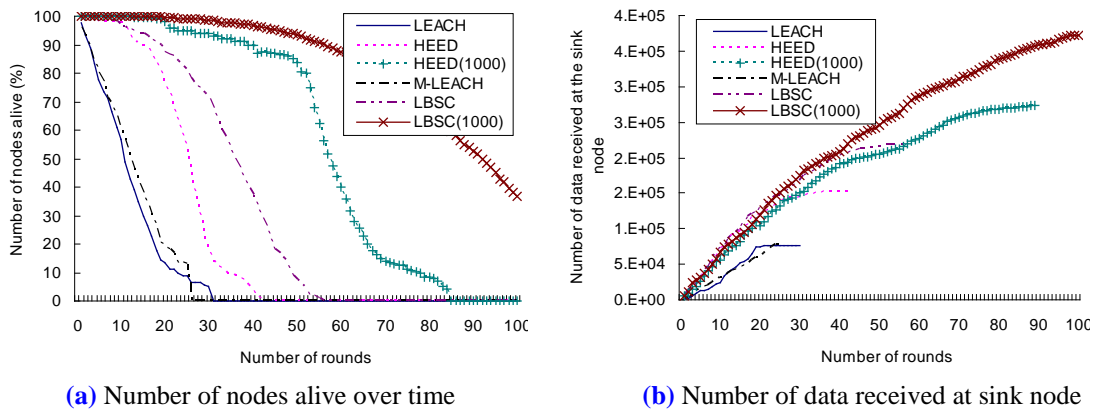 100
90
80
70
60
50
40
30
20
10
0
Number of nodes alive (%)
0 10 20 30 40 50 60 70 80 90 100
Number of rounds
LEACH
HEED
HEED(1000)
M-LEACH
LBSC
LBSC(1000)
(a) Number of nodes alive over time
4.E+05
4.E+05
3.E+05
3.E+05
2.E+05
2.E+05
1.E+05
5.E+04
0.E+00
Number of data received at the sink
node
0 10 20 30 40 50 60 70 80 90 100
Number of rounds
LEACH
HEED
HEED(1000)
M-LEACH
LBSC
LBSC(1000)
(b) Number of data received at sink node